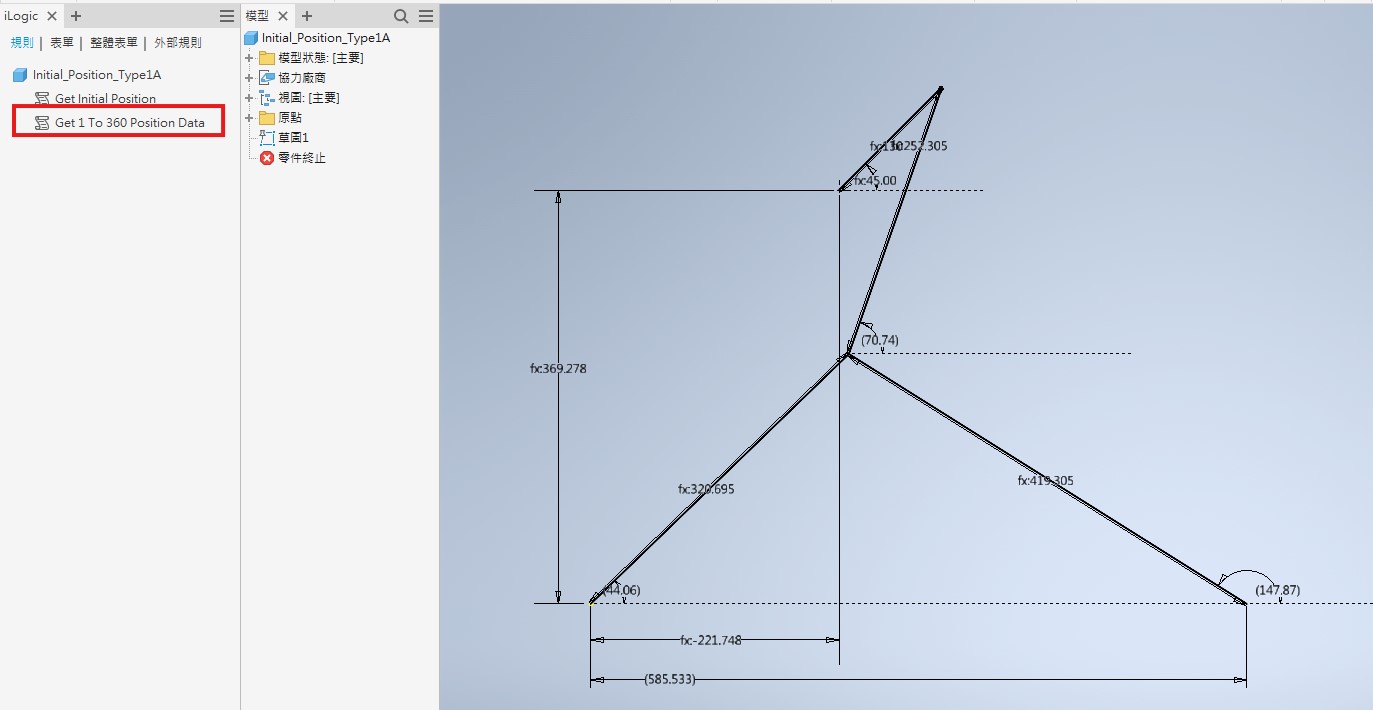 iLogic
模型
規則 | 表單 | 整體表單 | 外部規則
Initial_Position_Type1A
Get Initial Position
Get 1 To 360 Position Data
Initial_Position_Type1A
模型狀態: [主要]
協力廠商
視圖: [主要]
原點
草圖1
零件終止
fx:252.305
fx:45.00
(70.74)
fx:369.278
fx:419.305
fx:320.695
(44.06)
(147.87)
fx:-221.748
(585.533)